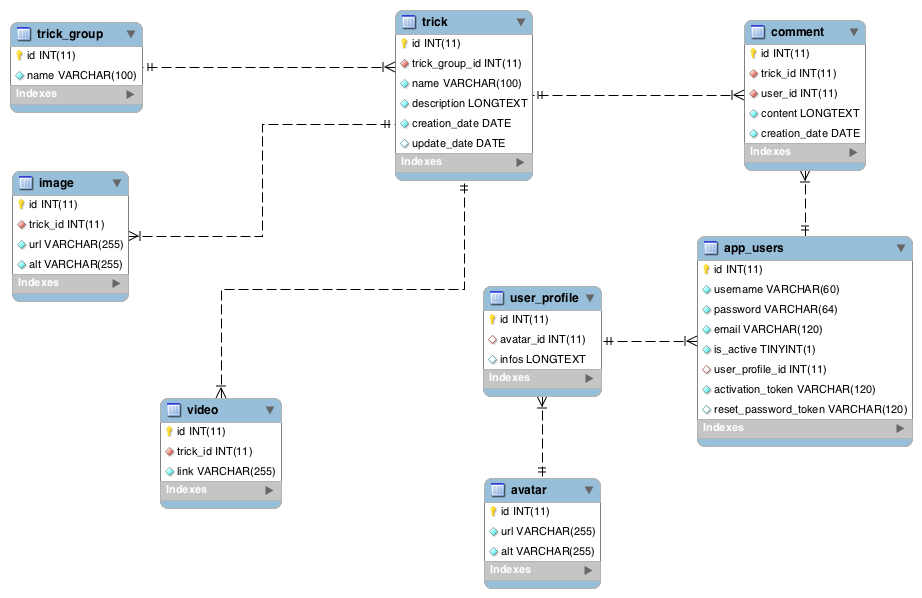 trick_group
id INT(11)
name VARCHAR(100)
Indexes
trick
id INT(11)
trick_group_id INT(11)
name VARCHAR(100)
description LONGTEXT
creation_date DATE
update_date DATE
Indexes
comment
id INT(11)
trick_id INT(11)
user_id INT(11)
content LONGTEXT
creation_date DATE
Indexes
image
id INT(11)
trick_id INT(11)
url VARCHAR(255)
alt VARCHAR(255)
Indexes
app_users
id INT(11)
username VARCHAR(60)
password VARCHAR(64)
email VARCHAR(120)
is_active TINYINT(1)
user_profile_id INT(11)
activation_token VARCHAR(120)
reset_password_token VARCHAR(120)
Indexes
user_profile
id INT(11)
avatar_id INT(11)
infos LONGTEXT
Indexes
video
id INT(11)
trick_id INT(11)
link VARCHAR(255)
Indexes
avatar
id INT(11)
url VARCHAR(255)
alt VARCHAR(255)
Indexes